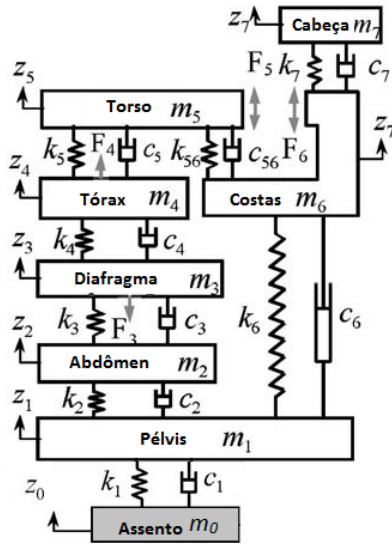 z7
Cabeça m7
F5 k7 c7
z5
Torso m5
k5 F4 c5 k56 c56 F6
z7
z4
Tórax m4
Costas m6
k4 c4
z3
Diafragma m3
k3 F3 c3
k6 c6
z2
Abdômen m2
k2 c2
z1
Pélvis m1
k1 c1
z0
Assento m0